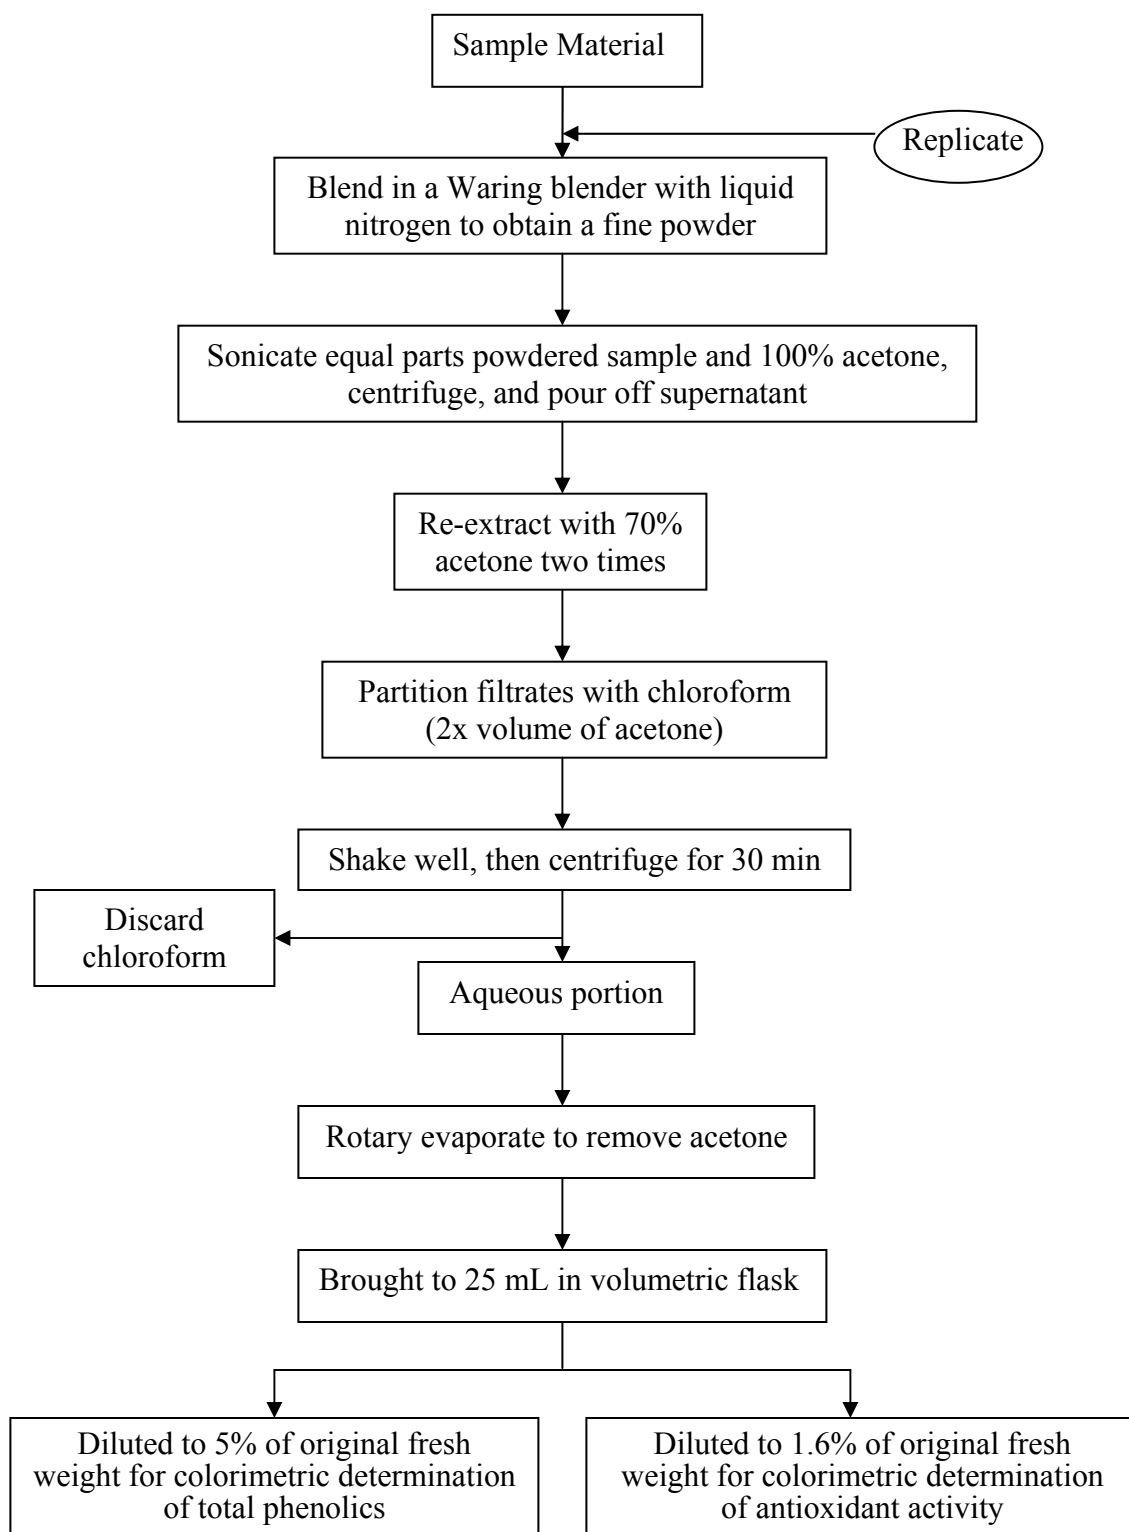 Sample Material
Replicate
Blend in a Waring blender with liquid
nitrogen to obtain a fine powder
Sonicate equal parts powdered sample and 100% acetone,
centrifuge, and pour off supernatant
Re-extract with 70%
acetone two times
Partition filtrates with chloroform
(2x volume of acetone)
Shake well, then centrifuge for 30 min
Discard
chloroform
Aqueous portion
Rotary evaporate to remove acetone
Brought to 25 mL in volumetric flask
Diluted to 5% of original fresh
weight for colorimetric determination
of total phenolics
Diluted to 1.6% of original fresh
weight for colorimetric determination
of antioxidant activity